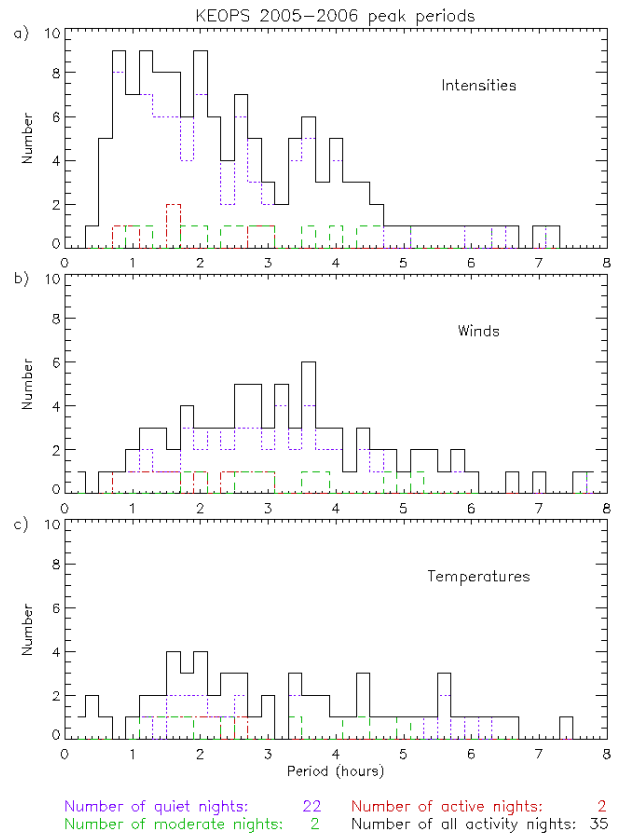 KEOPS 2005-2006 peak periods
a)
10
8
6
4
2
0
Number
Intensities
0 1 2 3 4 5 6 7 8
b)
10
8
6
4
2
0
Number
Winds
0 1 2 3 4 5 6 7 8
c)
10
8
6
4
2
0
Number
Temperatures
0 1 2 3 4 5 6 7 8
Period (hours)
Number of quiet nights: 22 Number of active nights: 2
Number of moderate nights: 2 Number of all activity nights: 35